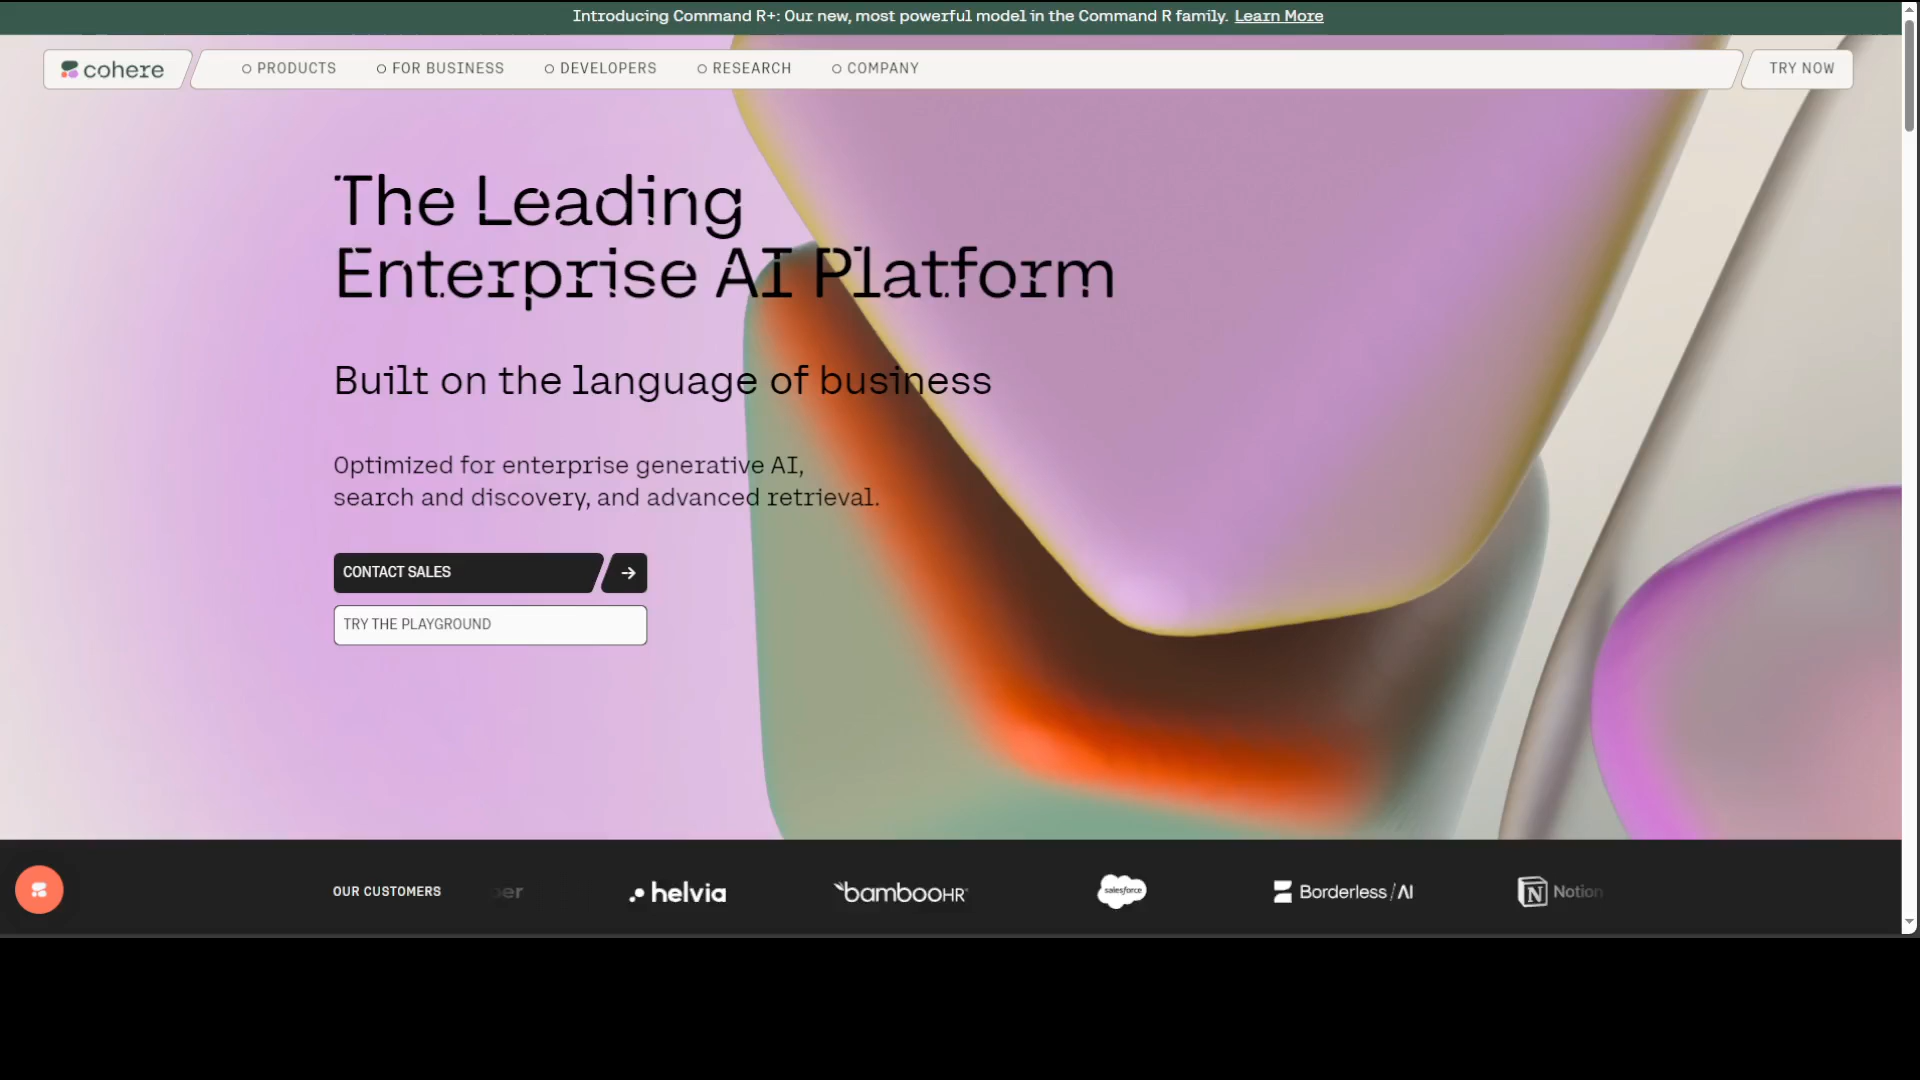 Introducing Command R+: Our new, most powerful model in the Command R family. Learn More
cohere
PRODUCTS
FOR BUSINESS
DEVELOPERS
RESEARCH
COMPANY
TRY NOW
The Leading
Enterprise AI Platform
Built on the language of business
Optimized for enterprise generative AI,
search and discovery, and advanced retrieval.
CONTACT SALES
TRY THE PLAYGROUND
OUR CUSTOMERS
helvia
bambooHR
salesforce
Borderless/AI
Notion